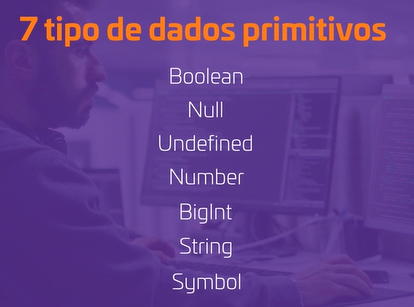 7 tipo de dados primitivos
Boolean
Null
Undefined
Number
BigInt
String
Symbol